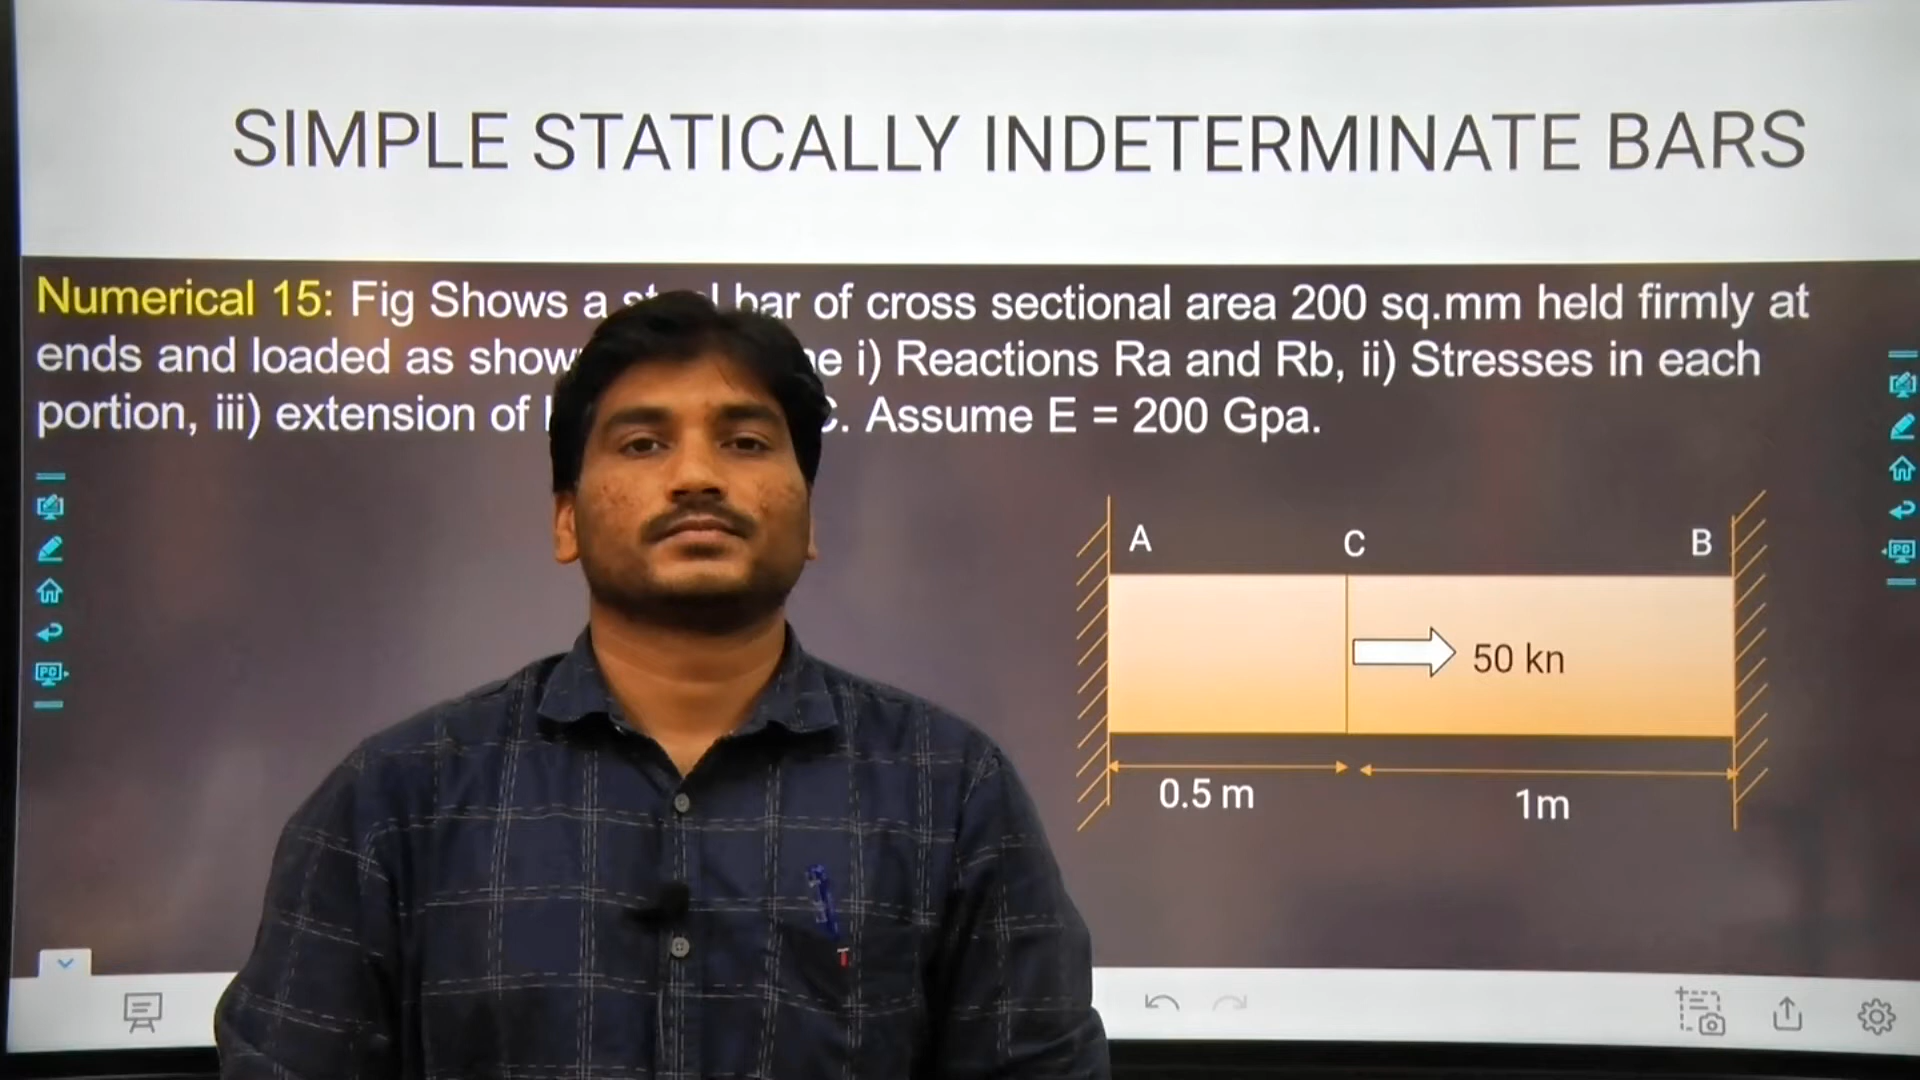 SIMPLE STATICALLY INDETERMINATE BARS
Numerical 15: Fig Shows a bar of cross sectional area 200 sq.mm held firmly at
ends and loaded as i) Reactions Ra and Rb, ii) Stresses in each
portion, iii) extension of C. Assume E = 200 Gpa.
A C B
50 kn
0.5 m 1m